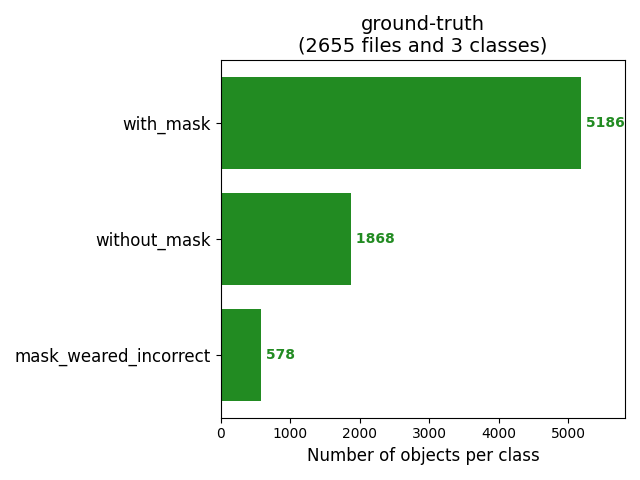 ground-truth
(2655 files and 3 classes)
with_mask
5186
without_mask
1868
mask_weared_incorrect
578
0 1000 2000 3000 4000 5000
Number of objects per class